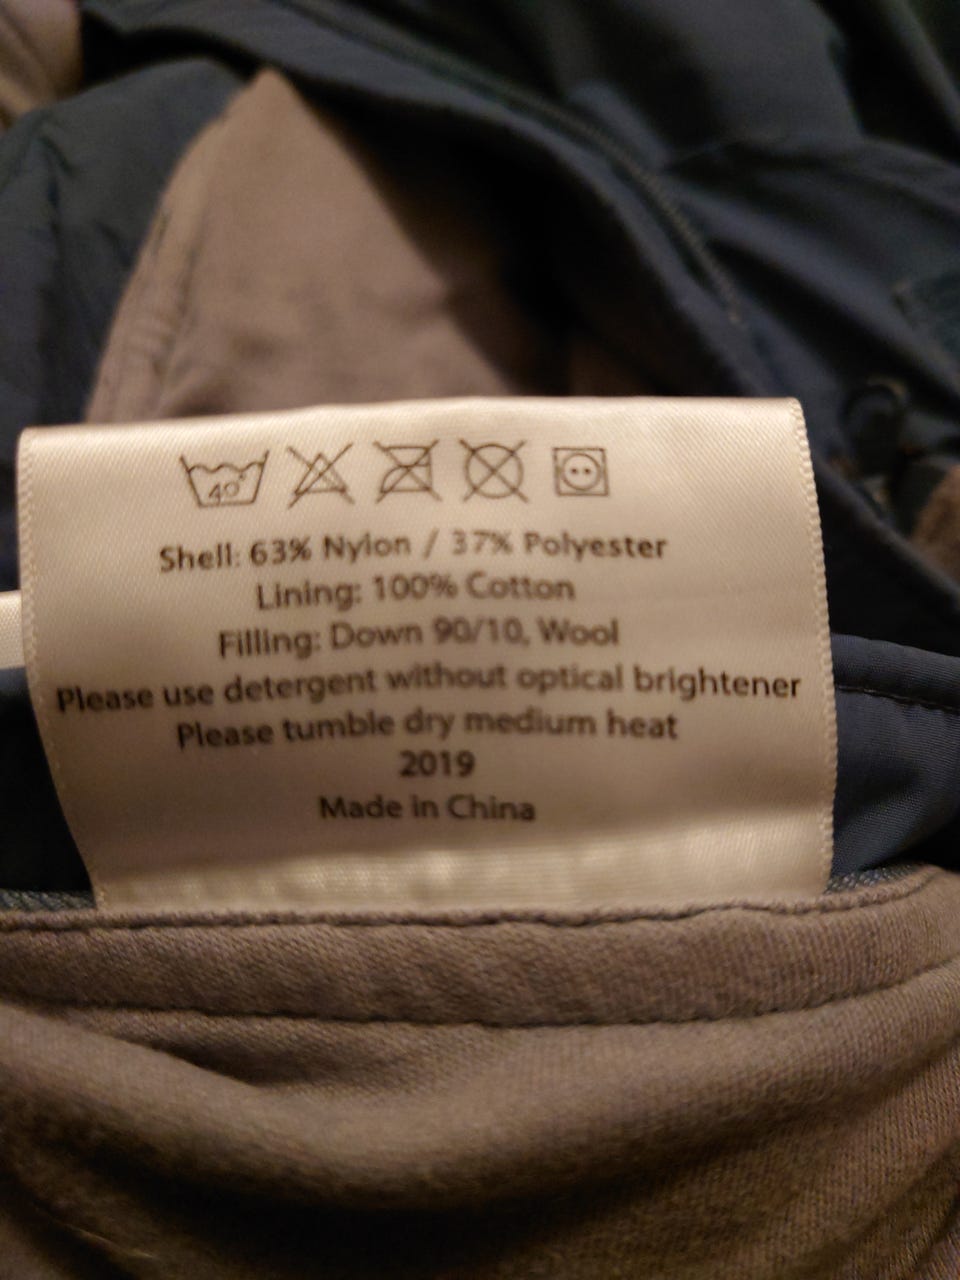 40°
Shell: 63% Nylon / 37% Polyester
Lining: 100% Cotton
Filling: Down 90/10, Wool
Please use detergent without optical brightener
Please tumble dry medium heat
2019
Made in China